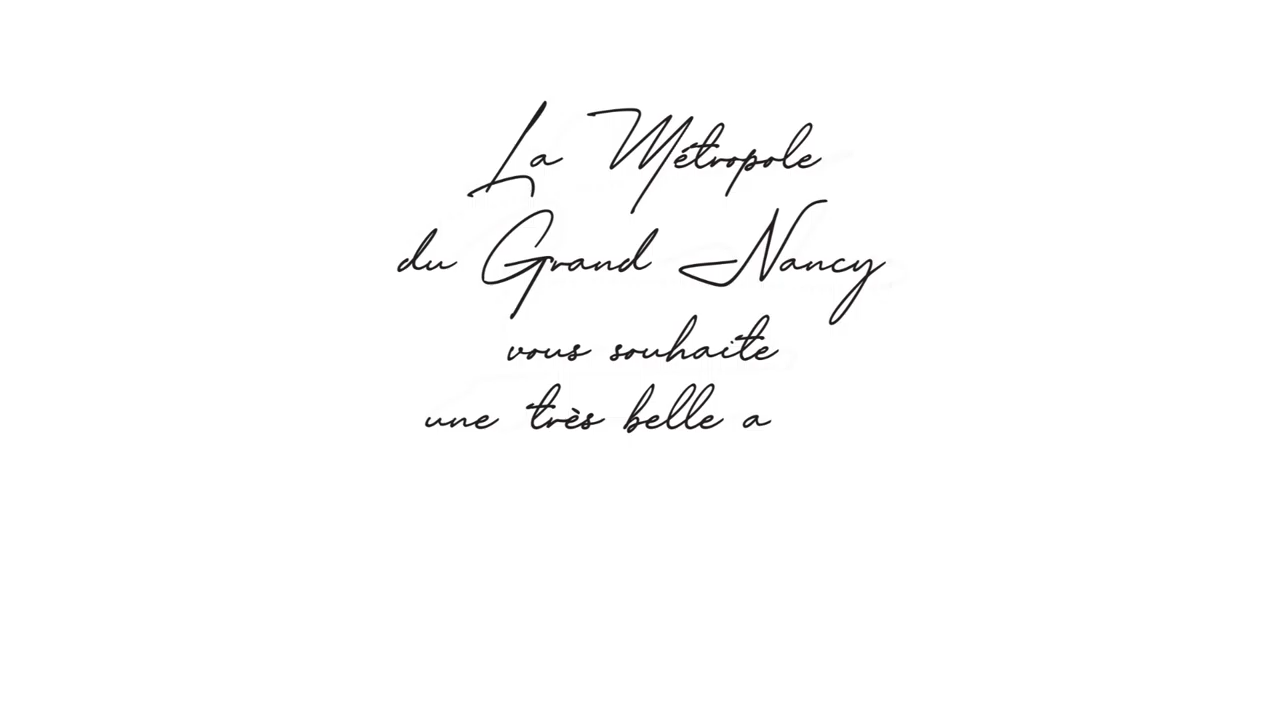 La Métropole
du Grand Nancy
vous souhaite
une très belle a